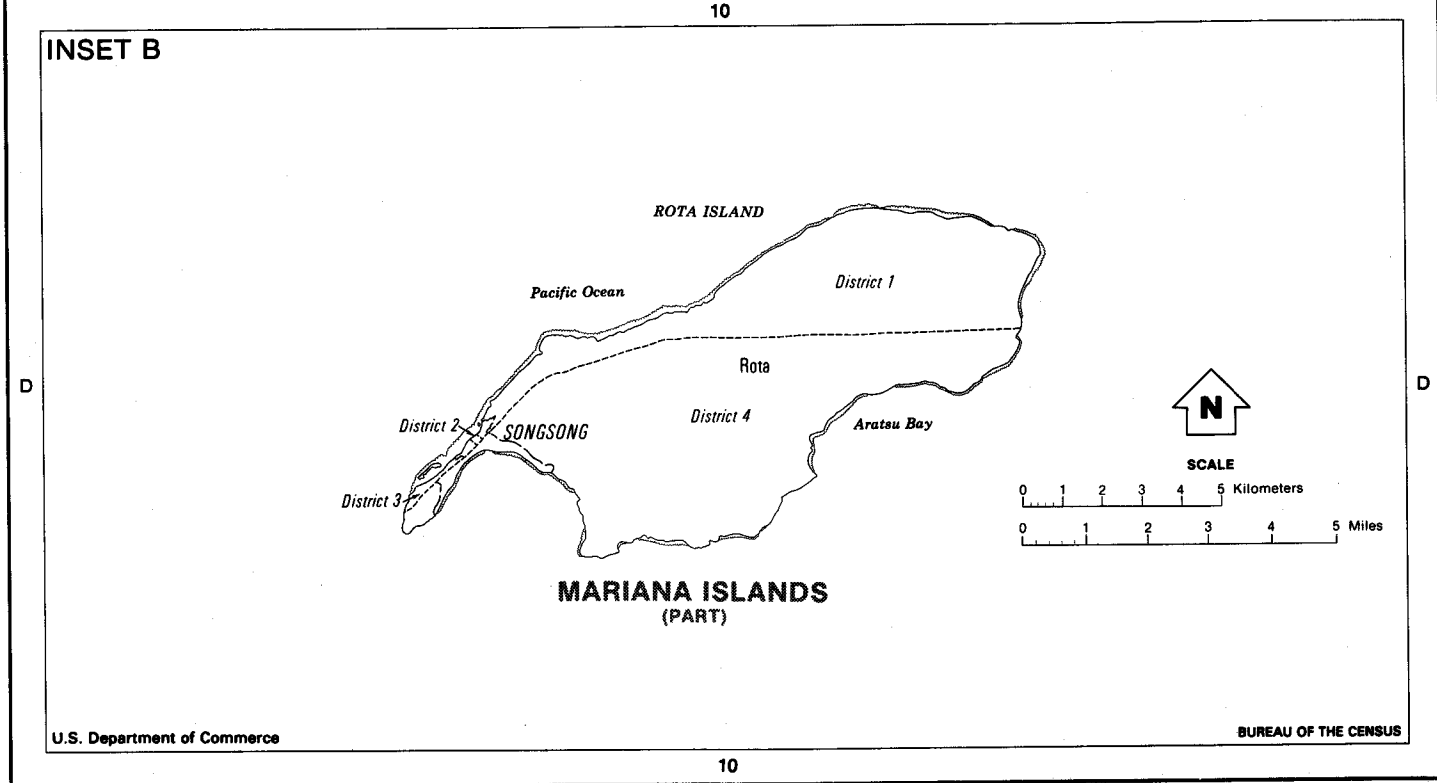 10
INSET B
ROTA ISLAND
District 1
Pacific Ocean
Rota
D
D
N
District 4
Aratsu Bay
District 2
SONGSONG
SCALE
District 3
0 1 2 3 4 5 Kilometers
0 1 2 3 4 5 Miles
MARIANA ISLANDS
(PART)
U.S. Department of Commerce
BUREAU OF THE CENSUS
10